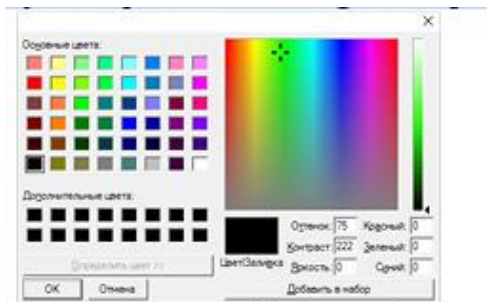 Основные цвета:
Дополнительные цвета:
Определить цвет >>
OK
Отмена
Цвет|Заливка
Оттенок: 75
Контраст: 222
Яркость: 0
Красный: 0
Зеленый: 0
Синий: 0
Добавить в набор